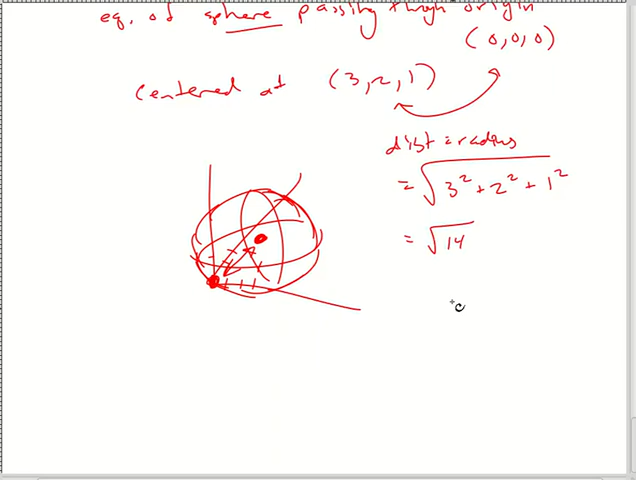 eq. of sphere passing through origin
(0,0,0)
centered at (3,2,1)
dist = radius
= √3² + 2² + 1²
= √14